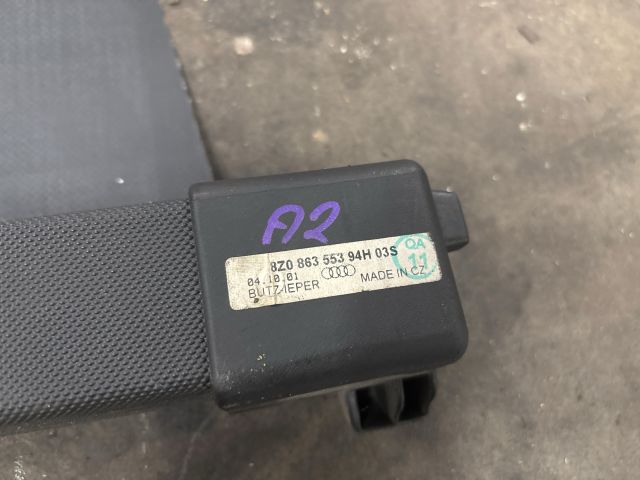 A2
8Z0 863 553 94H 03S
04.10.01
BUTZ-IEPER
MADE IN CZ
QA
11